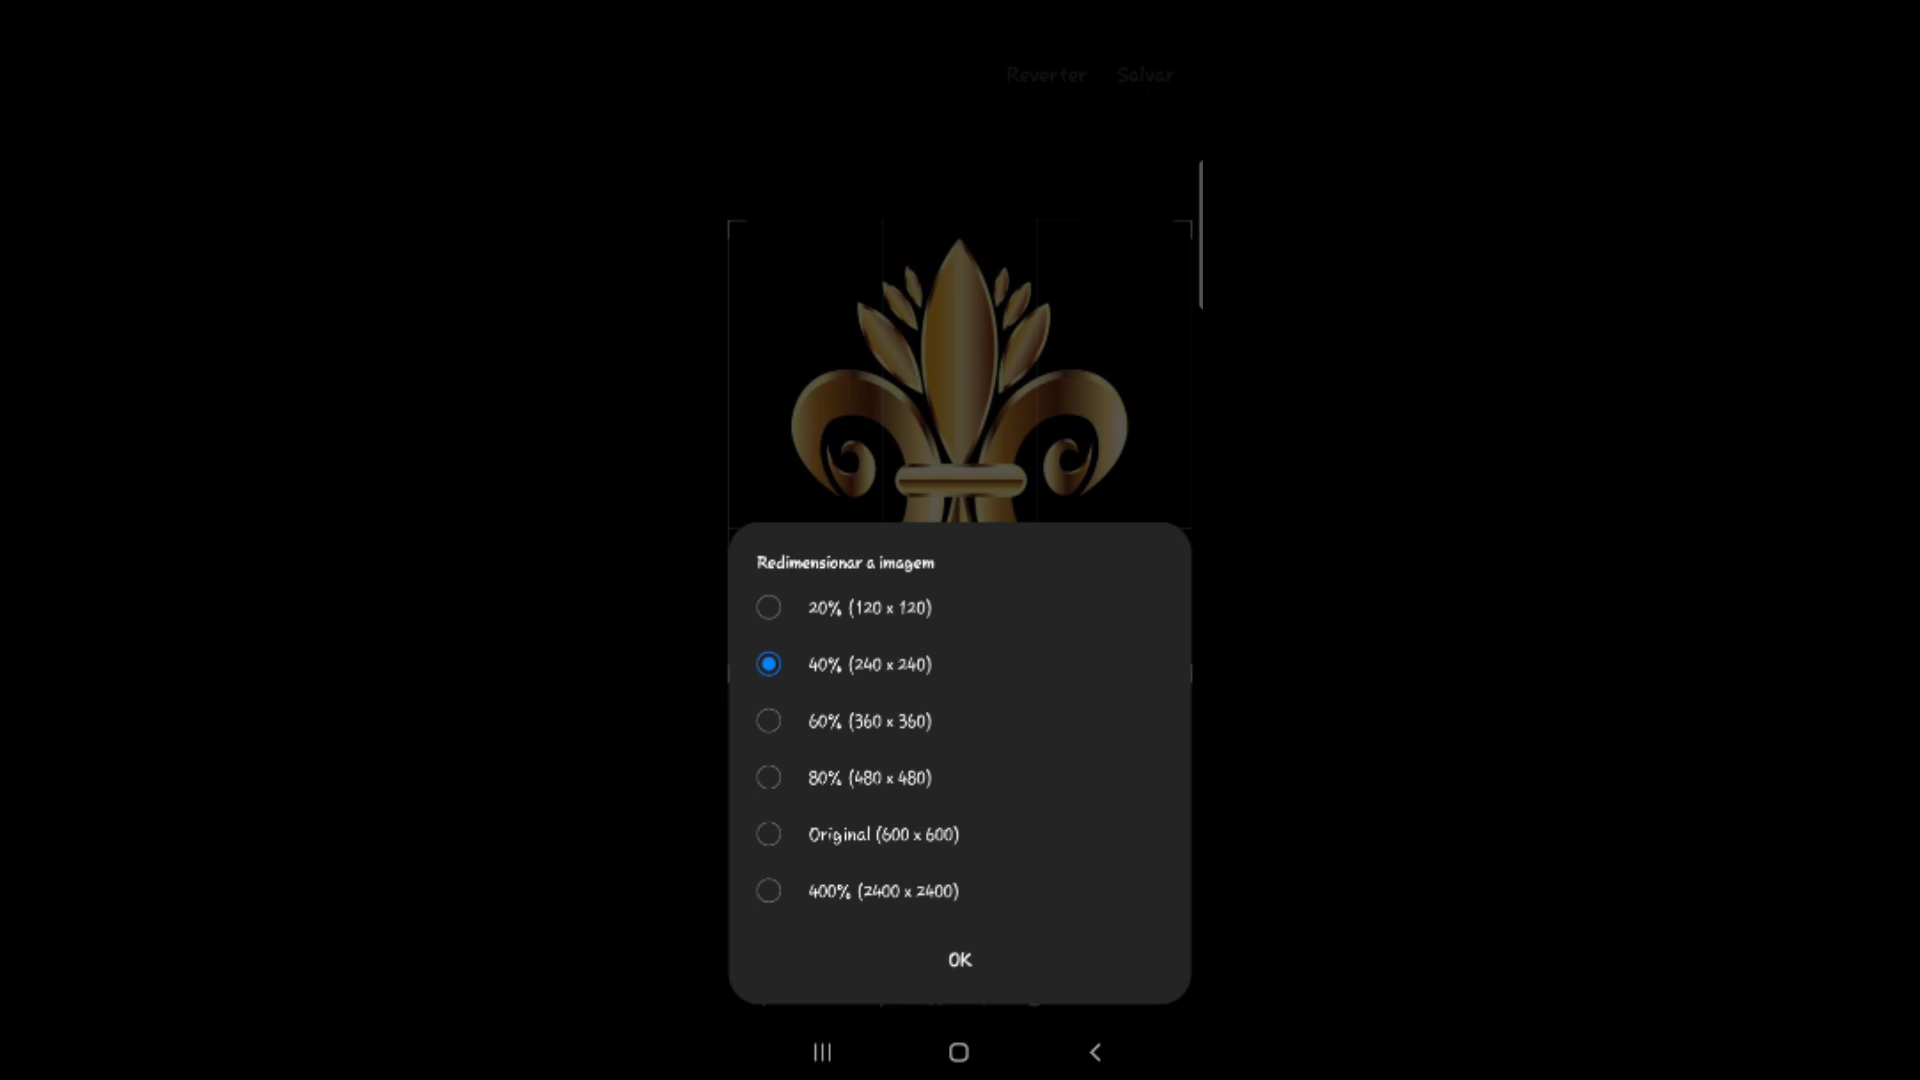 Reverter Salvar
Redimensionar a imagem
20% (120 x 120)
40% (240 x 240)
60% (360 x 360)
80% (480 x 480)
Original (600 x 600)
400% (2400 x 2400)
OK